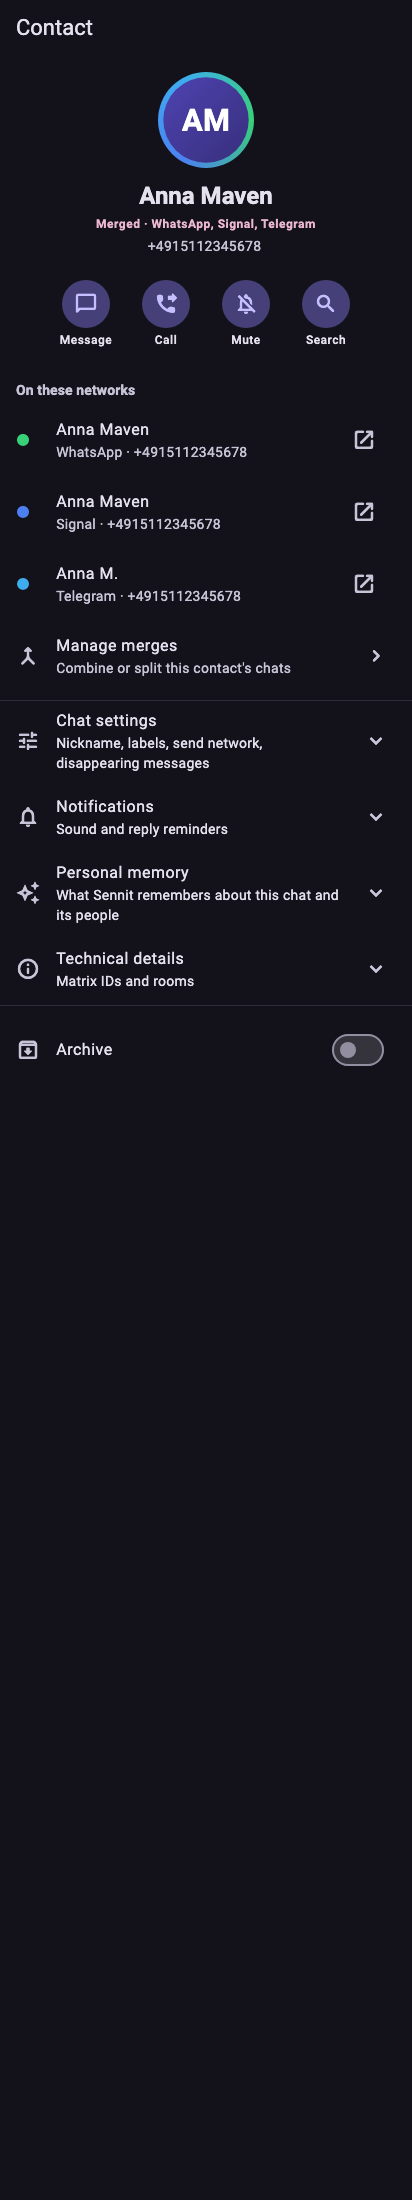 Contact
AM
Anna Maven
Merged · WhatsApp, Signal, Telegram
+4915112345678
Message
Call
Mute
Search
On these networks
Anna Maven
WhatsApp · +4915112345678
Anna Maven
Signal · +4915112345678
Anna M.
Telegram · +4915112345678
Manage merges
Combine or split this contact's chats
Chat settings
Nickname, labels, send network,
disappearing messages
Notifications
Sound and reply reminders
Personal memory
What Sennit remembers about this chat and
its people
Technical details
Matrix IDs and rooms
Archive